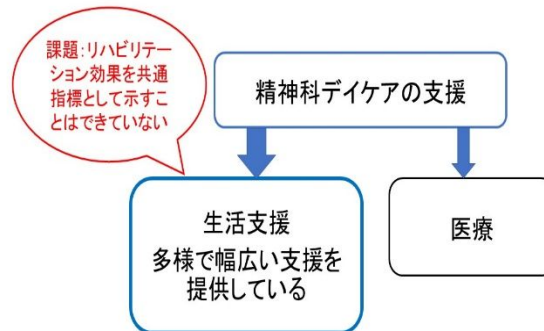 課題：リハビリテー
ション効果を共通
指標として示すこ
とはできていない
精神科デイケアの支援
生活支援
多様で幅広い支援を
提供している
医療